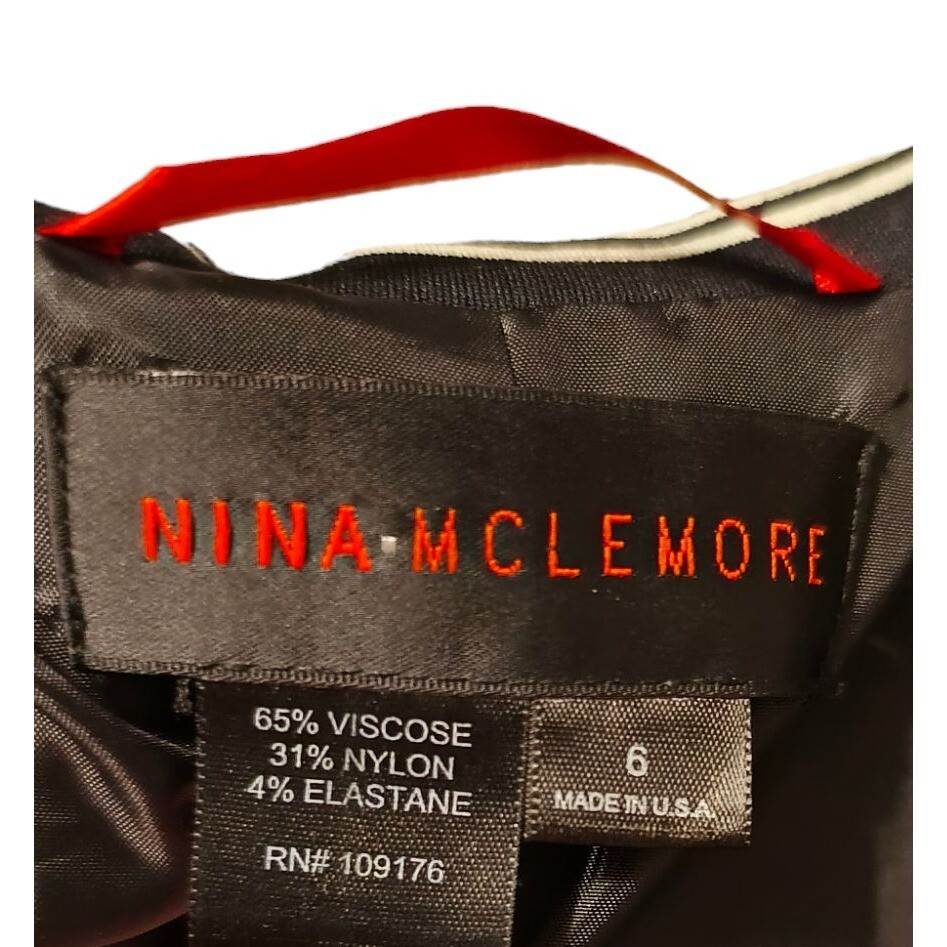 NINA·MCLEMORE
65% VISCOSE
31% NYLON
4% ELASTANE
RN# 109176
6
MADE IN U.S.A.